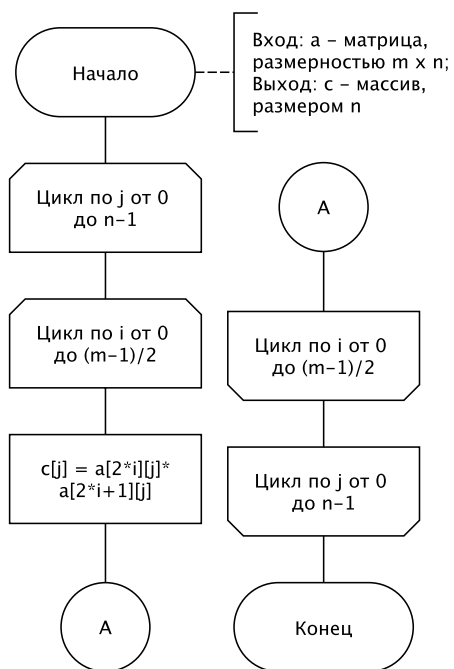 Начало
Вход: a – матрица,
размерностью m x n;
Выход: c – массив,
размером n
Цикл по j от 0
до n–1
Цикл по i от 0
до (m–1)/2
c[j] = a[2*i][j]*
a[2*i+1][j]
A
A
Цикл по i от 0
до (m–1)/2
Цикл по j от 0
до n–1
Конец